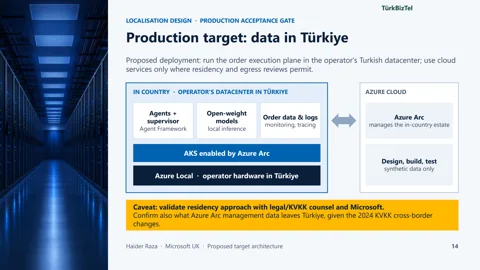 TürkBizTel
LOCALISATION DESIGN · PRODUCTION ACCEPTANCE GATE
Production target: data in Türkiye
Proposed deployment: run the order execution plane in the operator's Turkish datacenter; use cloud
services only where residency and egress reviews permit.
IN COUNTRY · OPERATOR'S DATACENTER IN TÜRKİYE
Agents +
supervisor
Agent Framework
Open-weight
models
local inference
Order data & logs
monitoring, tracing
AKS enabled by Azure Arc
Azure Local · operator hardware in Türkiye
AZURE CLOUD
Azure Arc
manages the in-country estate
Design, build, test
synthetic data only
Caveat: validate residency approach with legal/KVKK counsel and Microsoft.
Confirm also what Azure Arc management data leaves Türkiye, given the 2024 KVKK cross-border
changes.
Haider Raza · Microsoft UK · Proposed target architecture
14